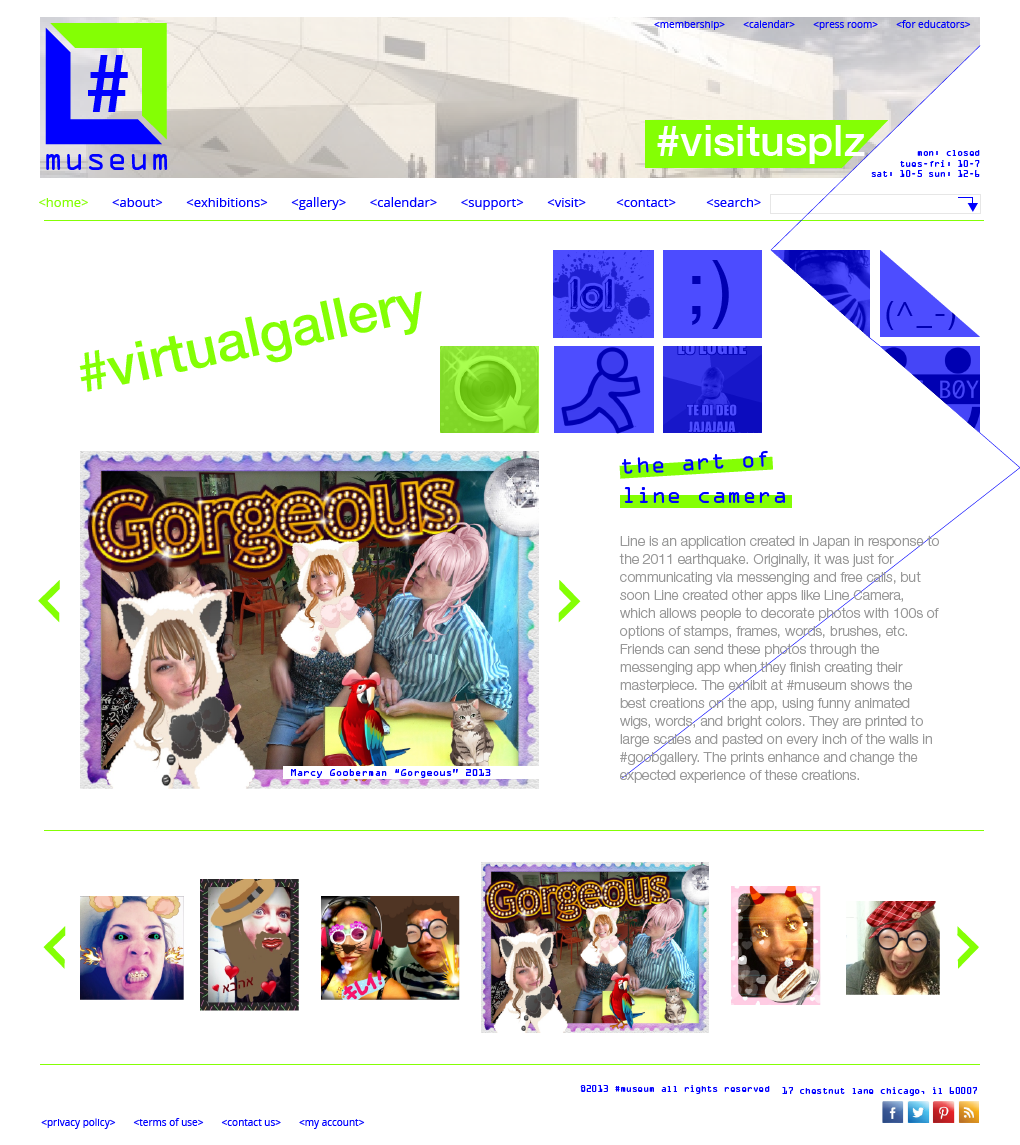 <membership> <calendar> <press room> <for educators>
#
museum
#visitusplz
mon: closed
tues-fri: 10-7
sat: 10-5 sun: 12-6
<home> <about> <exhibitions> <gallery> <calendar> <support> <visit> <contact> <search>
#virtualgallery
lol
;)
(^_-)
BØY
LO LOGRE
TE DI DEO
JAJAJAJA
Gorgeous
Marcy Gooberman “Gorgeous” 2013
the art of
line camera
Line is an application created in Japan in response to
the 2011 earthquake. Originally, it was just for
communicating via messenging and free calls, but
soon Line created other apps like Line Camera,
which allows people to decorate photos with 100s of
options of stamps, frames, words, brushes, etc.
Friends can send these photos through the
messenging app when they finish creating their
masterpiece. The exhibit at #museum shows the
best creations on the app, using funny animated
wigs, words, and bright colors. They are printed to
large scales and pasted on every inch of the walls in
#goobgallery. The prints enhance and change the
expected experience of these creations.
אהבא
Gorgeous
©2013 #museum all rights reserved 17 chestnut lane chicago, il 60007
<privacy policy> <terms of use> <contact us> <my account>